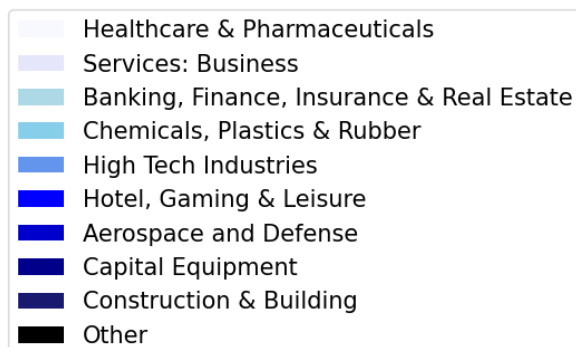 Healthcare & Pharmaceuticals
Services: Business
Banking, Finance, Insurance & Real Estate
Chemicals, Plastics & Rubber
High Tech Industries
Hotel, Gaming & Leisure
Aerospace and Defense
Capital Equipment
Construction & Building
Other